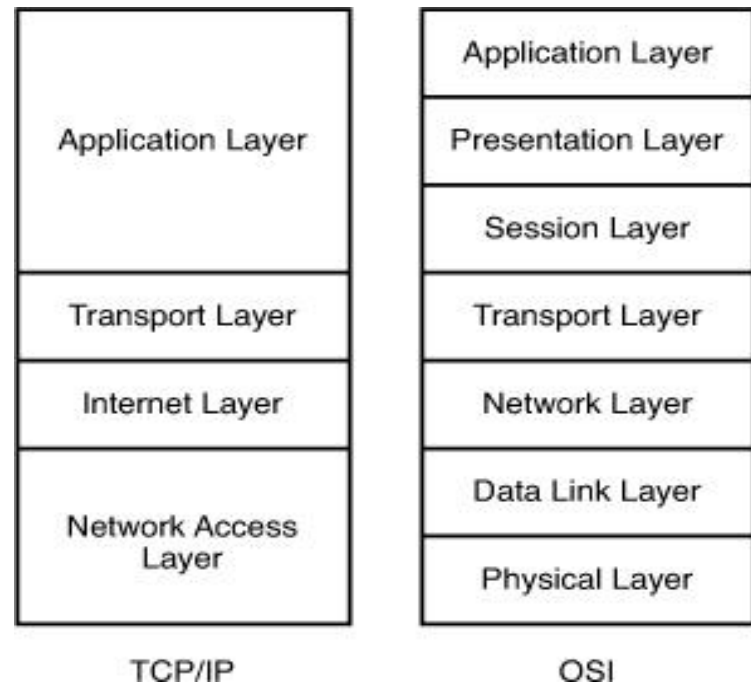 Application Layer
Transport Layer
Internet Layer
Network Access
Layer
TCP/IP
Application Layer
Presentation Layer
Session Layer
Transport Layer
Network Layer
Data Link Layer
Physical Layer
OSI